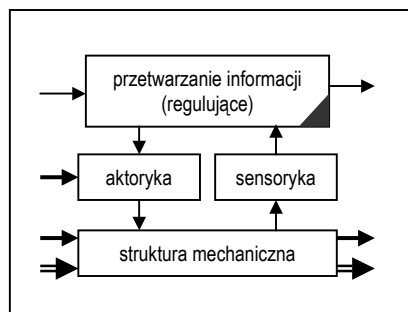 przetwarzanie informacji
(regulujące)
aktoryka
sensoryka
struktura mechaniczna